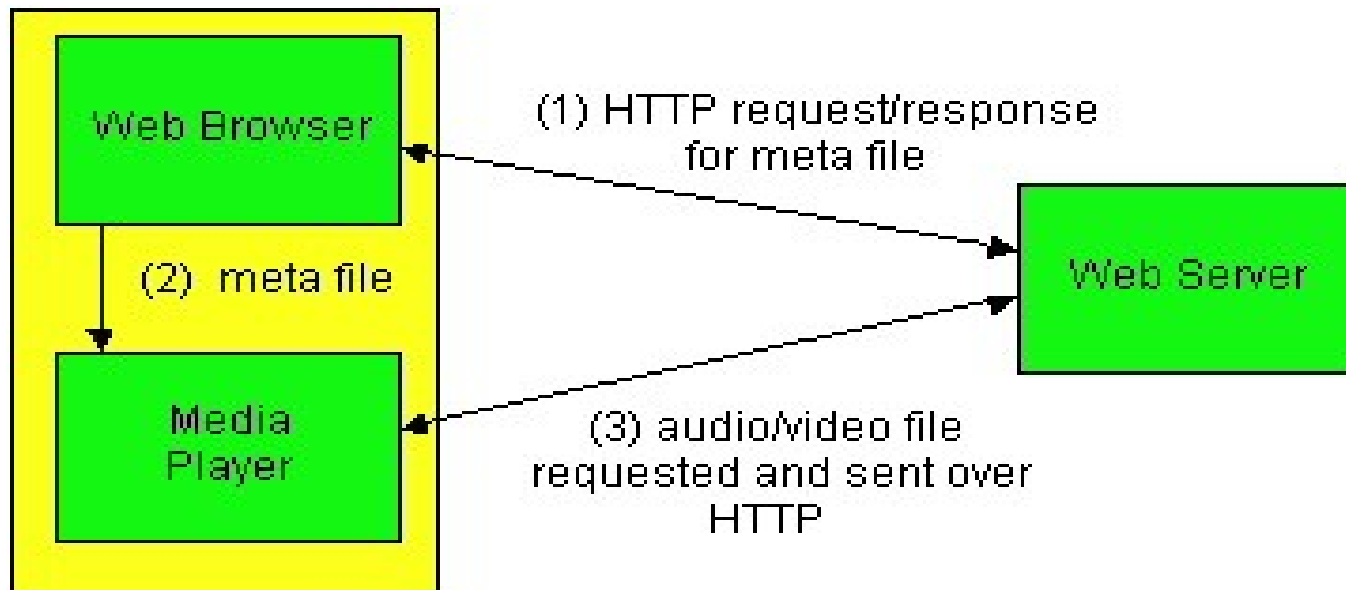 Web Browser
(1) HTTP request/response
for meta file
Web Server
(2) meta file
Media
Player
(3) audio/video file
requested and sent over
HTTP